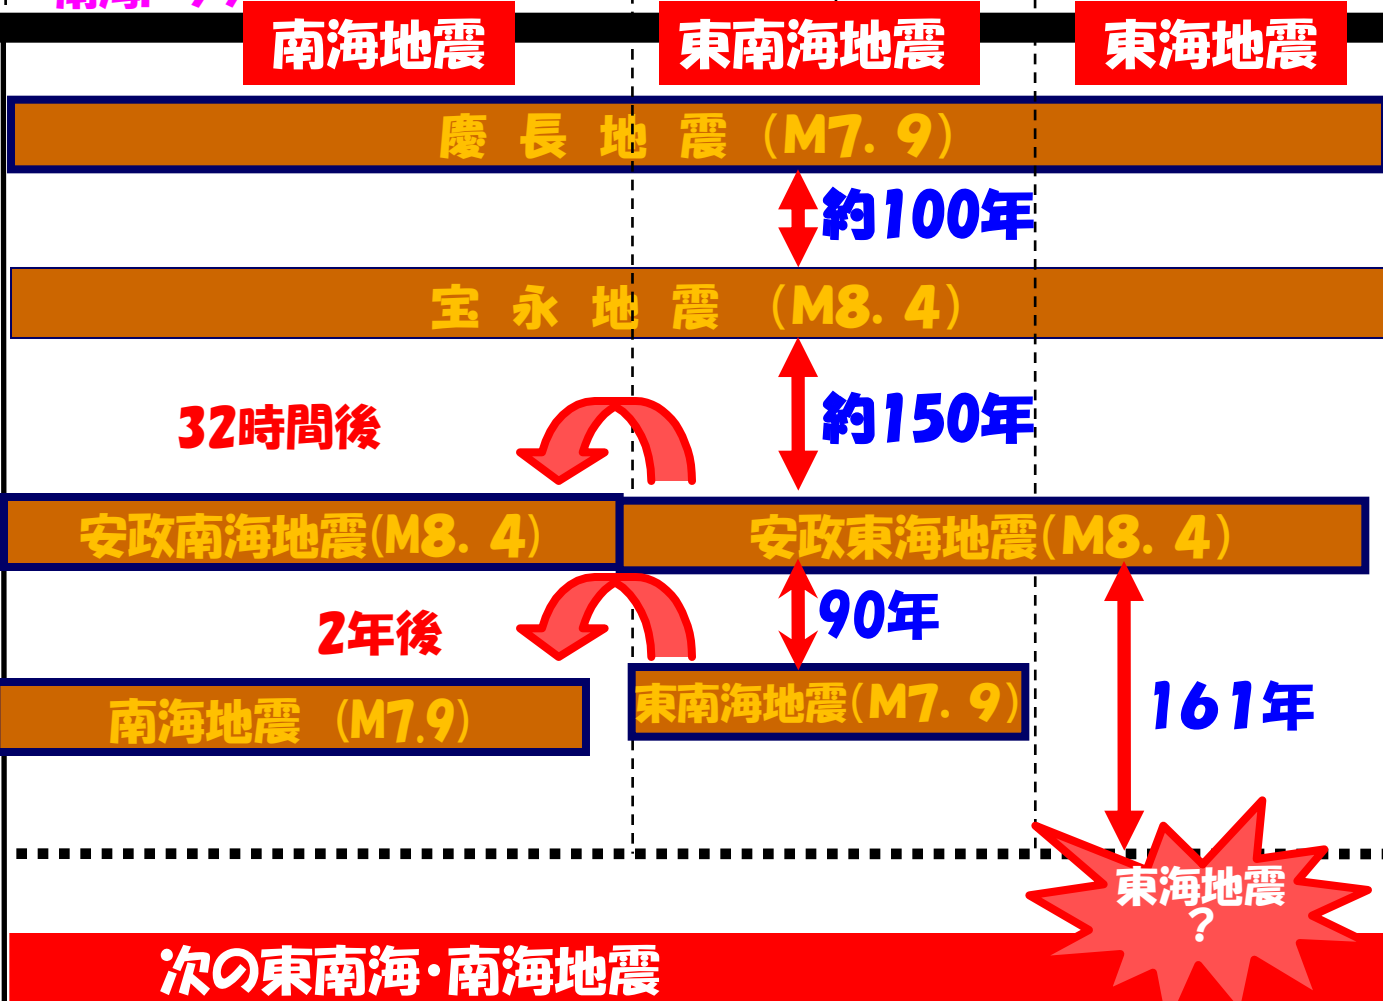 南海地震
東南海地震
東海地震
慶長地震（M7．9）
約100年
宝永地震（M8．4）
約150年
32時間後
安政南海地震(M8．4）
安政東海地震（M8．4）
90年
2年後
東南海地震（M7．9）
南海地震（M7.9）
161年
東海地震
？
次の東南海・南海地震